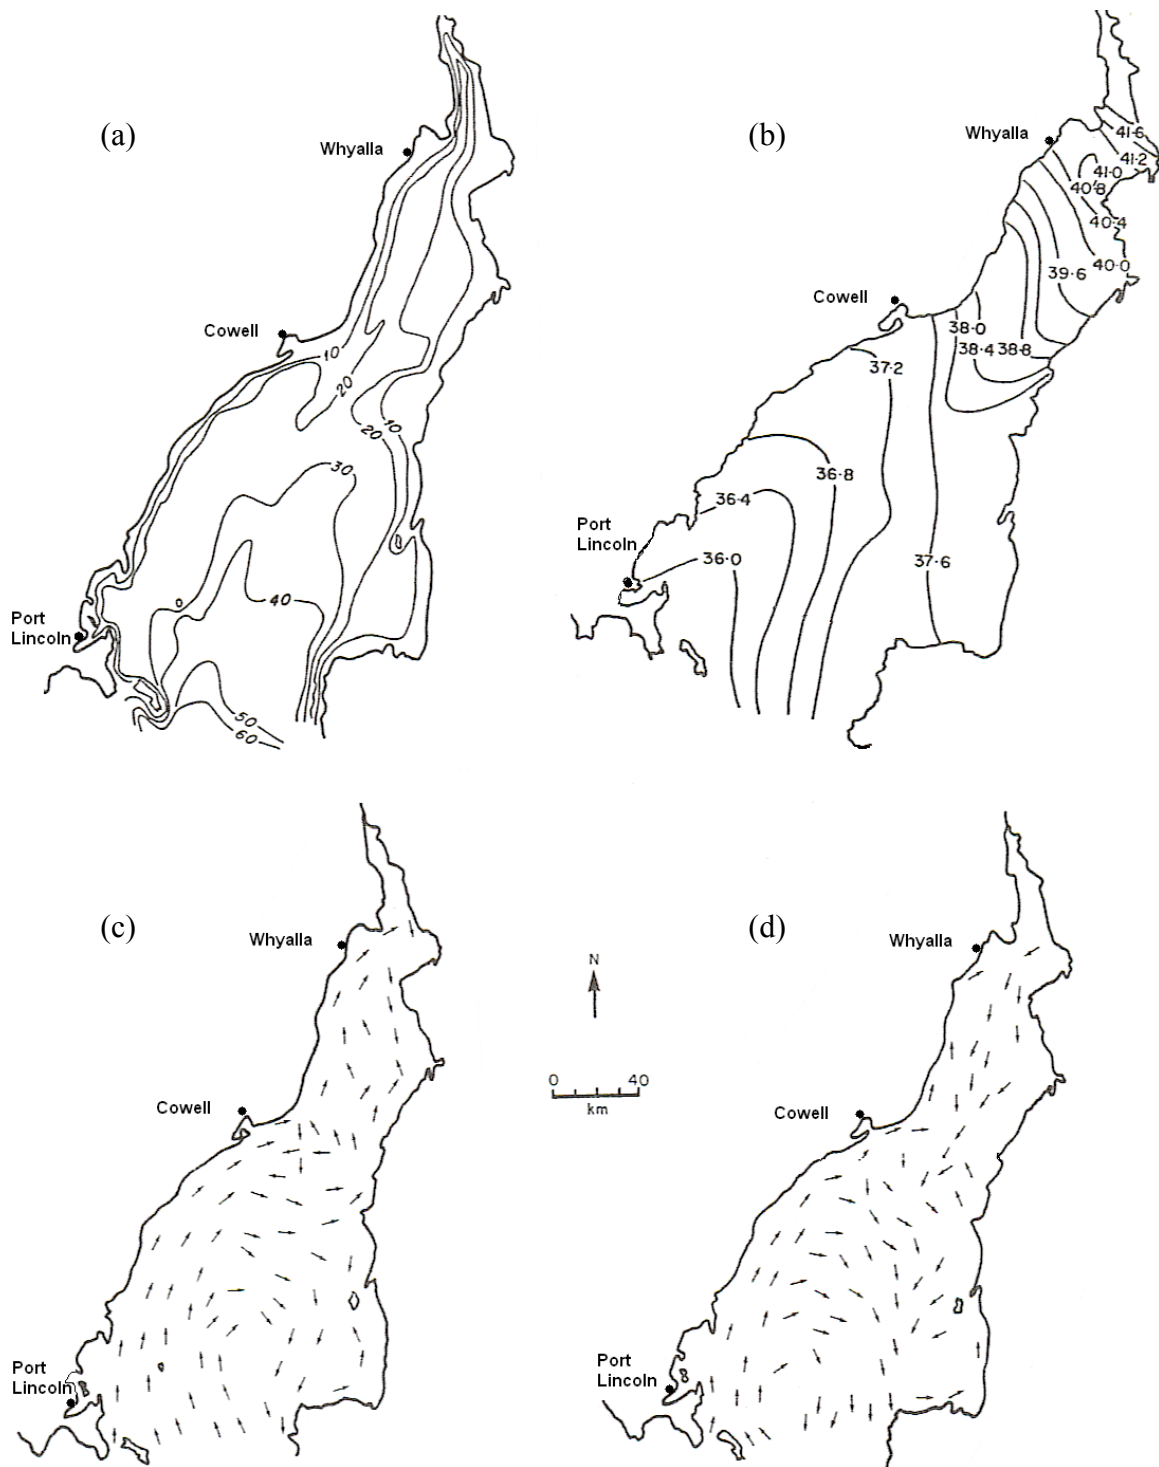 (a)
Whyalla
Cowell
10
20
20
10
30
40
Port
Lincoln
50
60
(b)
Whyalla
41·6
41·2
41·0
40·8
40·4
40·0
39·6
Cowell
38·0
38·4
38·8
37·2
36·8
36·4
Port
Lincoln
36·0
37·6
(c)
Whyalla
Cowell
Port
Lincoln
N
0
40
km
(d)
Whyalla
Cowell
Port
Lincoln